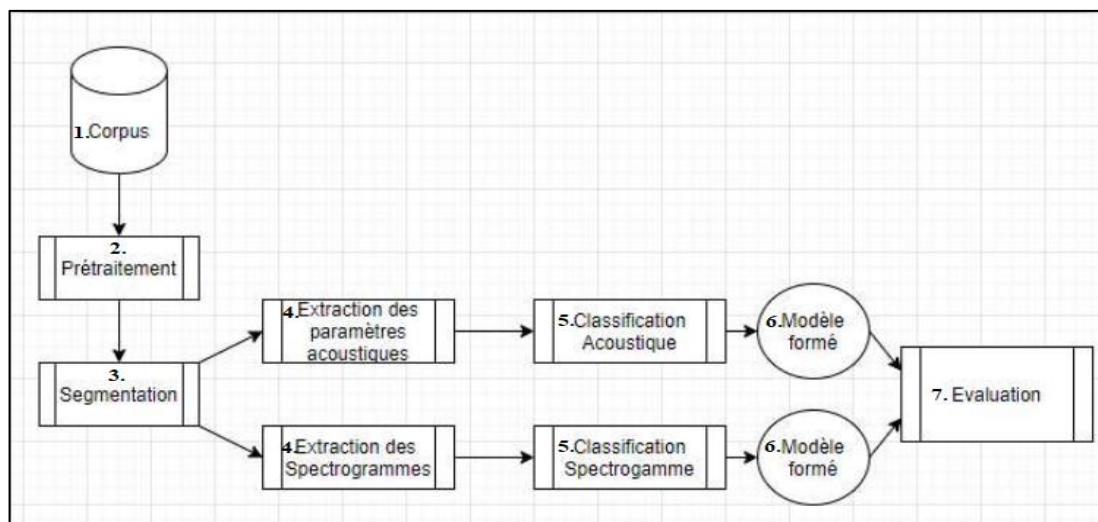 1.Corpus
2.
Prétraitement
3.
Segmentation
4.Extraction des
paramètres
acoustiques
5.Classification
Acoustique
6.Modèle
formé
4.Extraction des
Spectrogrammes
5.Classification
Spectrogamme
6.Modèle
formé
7. Evaluation